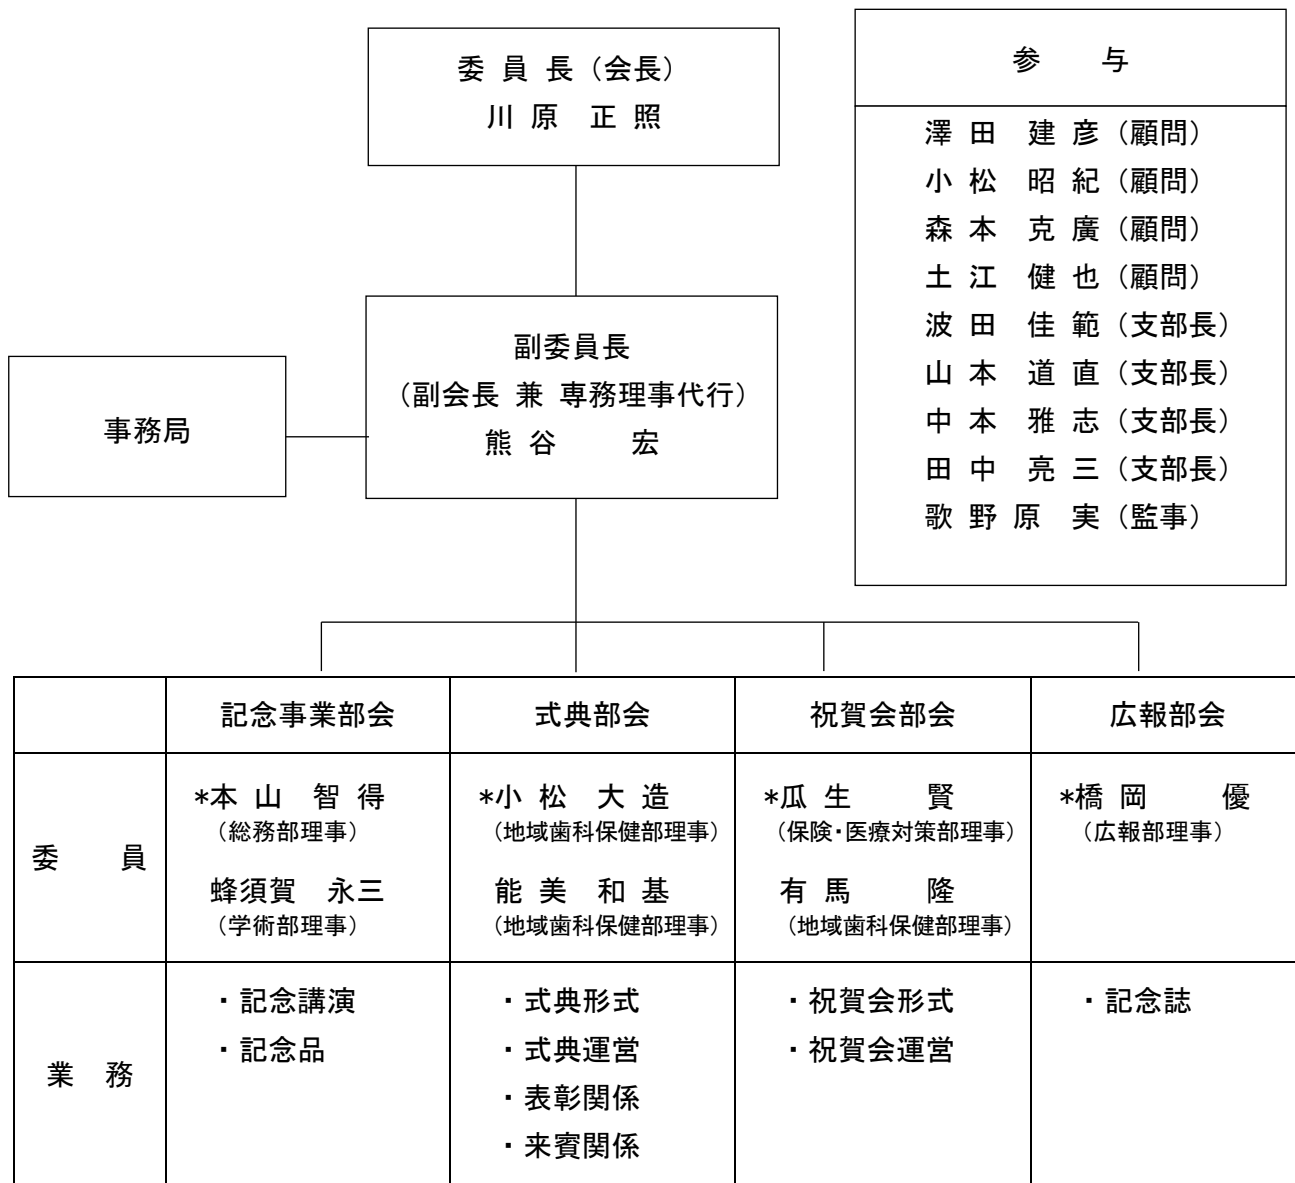 委員長（会長）
川原　正照
参　与
澤田　建彦（顧問）
小松　昭紀（顧問）
森本　克廣（顧問）
土江　健也（顧問）
波田　佳範（支部長）
山本　道直（支部長）
中本　雅志（支部長）
田中　亮三（支部長）
歌野原　実（監事）
副委員長
（副会長 兼 専務理事代行）
熊谷　宏
事務局
記念事業部会
式典部会
祝賀会部会
広報部会
委　員
*本山　智得
（総務部理事）
蜂須賀　永三
（学術部理事）
*小松　大造
（地域歯科保健部理事）
能美　和基
（地域歯科保健部理事）
*瓜生　賢
（保険・医療対策部理事）
有馬　隆
（地域歯科保健部理事）
*橋岡　優
（広報部理事）
業　務
・記念講演
・記念品
・式典形式
・式典運営
・表彰関係
・来賓関係
・祝賀会形式
・祝賀会運営
・記念誌